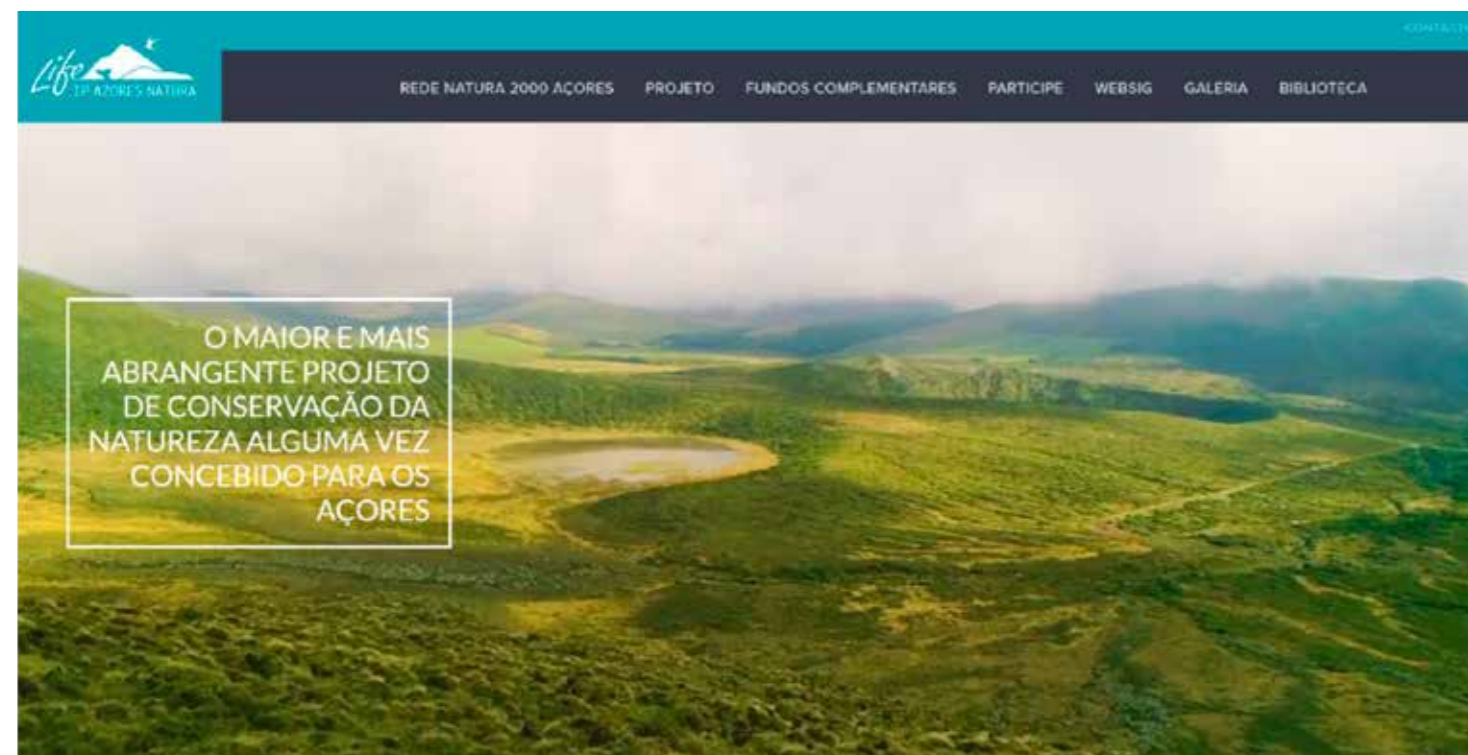 Life
IP AZORES NATURA
REDE NATURA 2000 AÇORES PROJETO FUNDOS COMPLEMENTARES PARTICIPE WEBSIG GALERIA BIBLIOTECA
O MAIOR E MAIS
ABRANGENTE PROJETO
DE CONSERVAÇÃO DA
NATUREZA ALGUMA VEZ
CONCEBIDO PARA OS
AÇORES